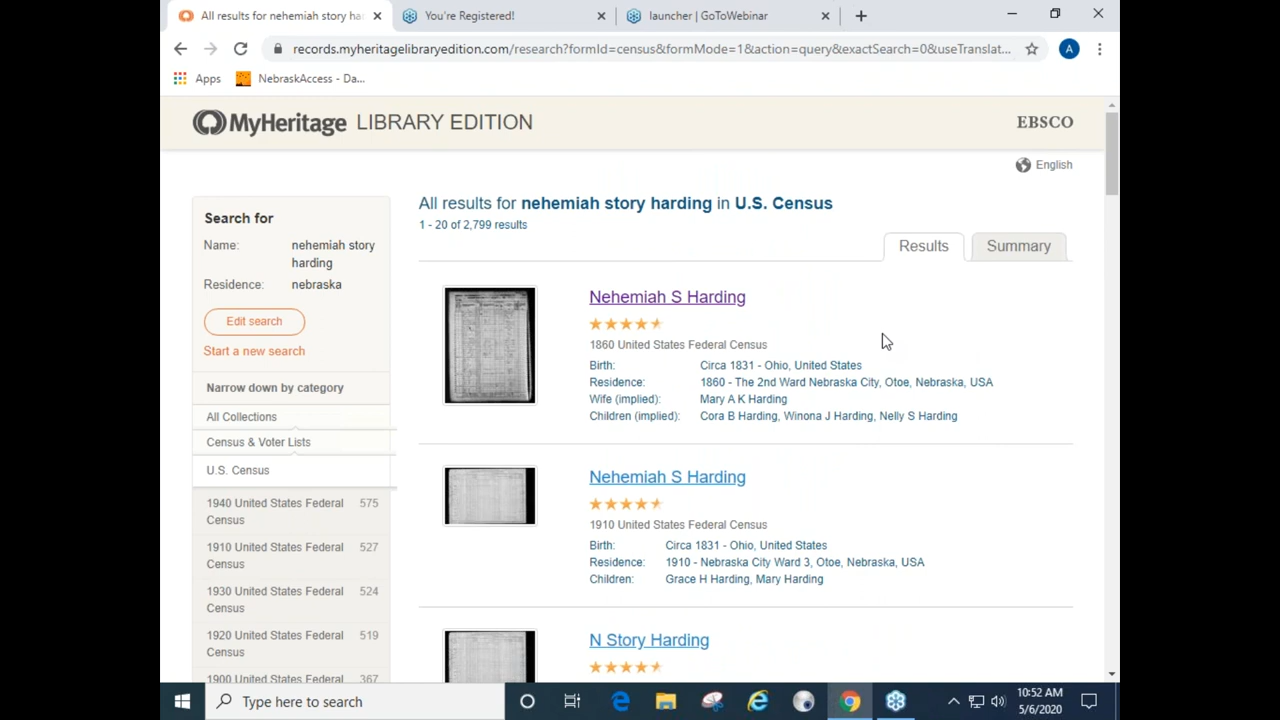 All results for nehemiah story ha
You're Registered!
launcher | GoToWebinar
records.myheritagelibraryedition.com/research?formId=census&formMode=1&action=query&exactSearch=0&useTranslat...
A
Apps
NebraskAccess - Da...
MyHeritage LIBRARY EDITION
EBSCO
English
Search for
Name: nehemiah story
harding
Residence: nebraska
Edit search
Start a new search
Narrow down by category
All Collections
Census & Voter Lists
U.S. Census
1940 United States Federal 575
Census
1910 United States Federal 527
Census
1930 United States Federal 524
Census
1920 United States Federal 519
Census
1900 United States Federal 367
All results for nehemiah story harding in U.S. Census
1 - 20 of 2,799 results
Results
Summary
Nehemiah S Harding
1860 United States Federal Census
Birth: Circa 1831 - Ohio, United States
Residence: 1860 - The 2nd Ward Nebraska City, Otoe, Nebraska, USA
Wife (implied): Mary A K Harding
Children (implied): Cora B Harding, Winona J Harding, Nelly S Harding
Nehemiah S Harding
1910 United States Federal Census
Birth: Circa 1831 - Ohio, United States
Residence: 1910 - Nebraska City Ward 3, Otoe, Nebraska, USA
Children: Grace H Harding, Mary Harding
N Story Harding
Type here to search
10:52 AM
5/6/2020